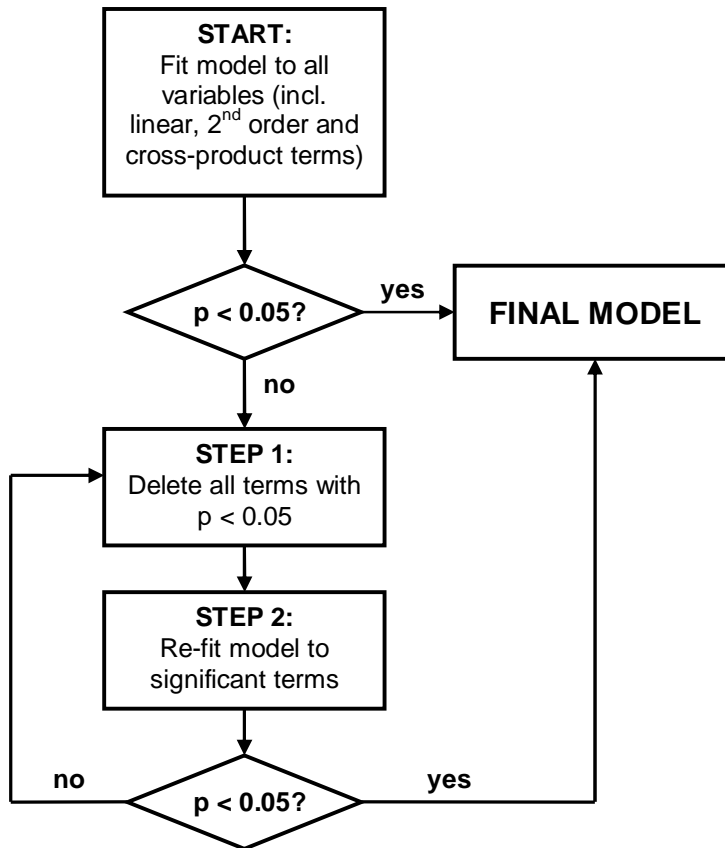 START:
Fit model to all
variables (incl.
linear, 2nd order and
cross-product terms)
p < 0.05?
yes
FINAL MODEL
no
STEP 1:
Delete all terms with
p < 0.05
STEP 2:
Re-fit model to
significant terms
no
p < 0.05?
yes